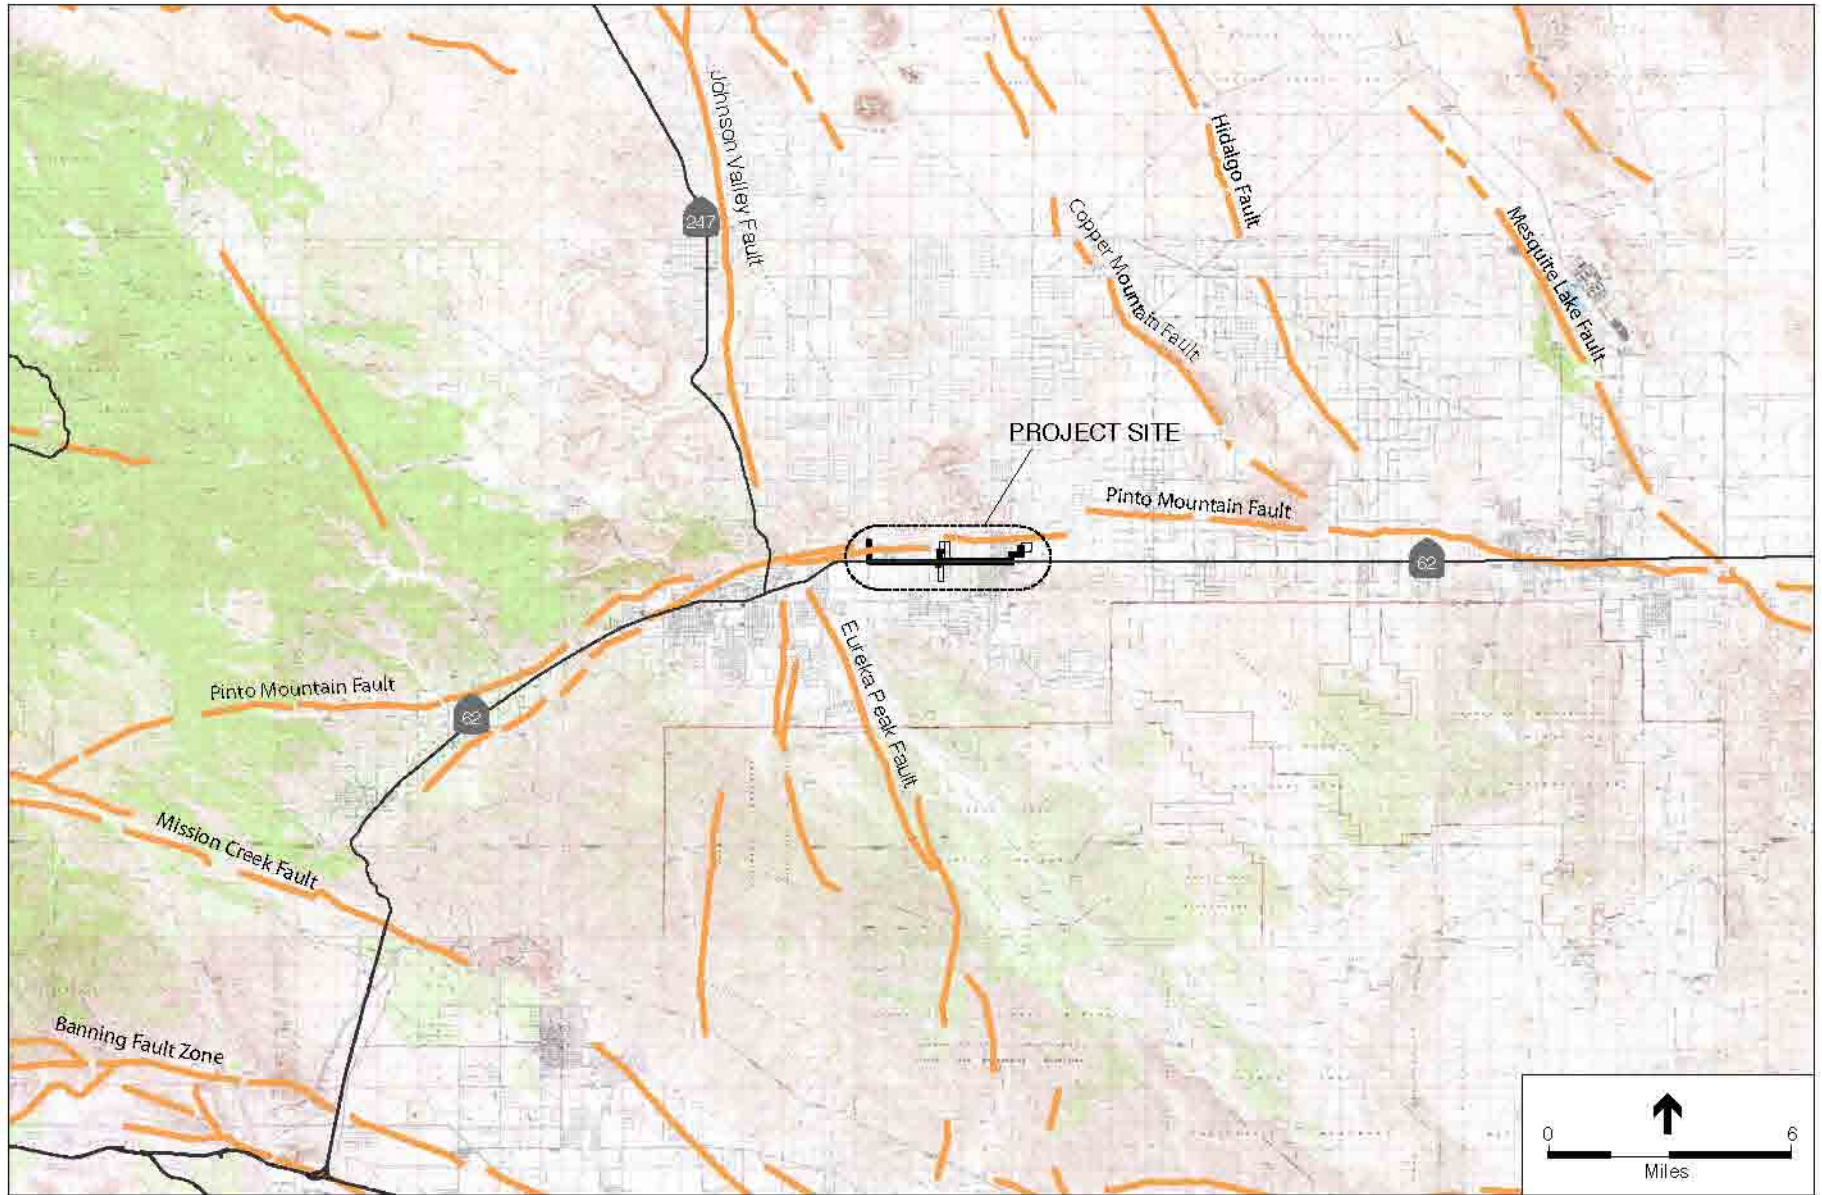 Johnson Valley Fault
247
Hidalgo Fault
Copper Mountain Fault
Mesquite Lake Fault
PROJECT SITE
Pinto Mountain Fault
62
Eureka Peak Fault
Pinto Mountain Fault
62
Mission Creek Fault
Banning Fault Zone
0 6
Miles